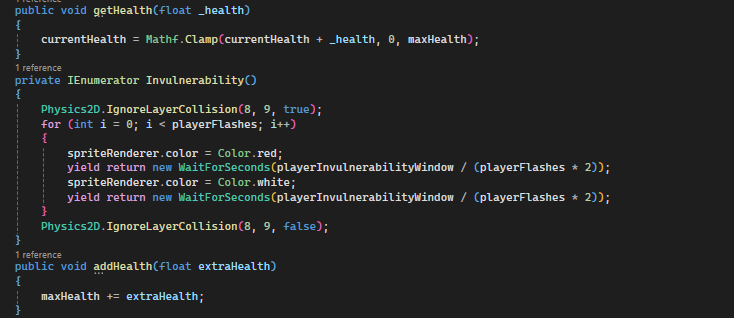 1 reference
public void getHealth(float _health)
{
currentHealth = Mathf.Clamp(currentHealth + _health, 0, maxHealth);
}
1 reference
private IEnumerator Invulnerability()
{
Physics2D.IgnoreLayerCollision(8, 9, true);
for (int i = 0; i < playerFlashes; i++)
{
spriteRenderer.color = Color.red;
yield return new WaitForSeconds(playerInvulnerabilityWindow / (playerFlashes * 2));
spriteRenderer.color = Color.white;
yield return new WaitForSeconds(playerInvulnerabilityWindow / (playerFlashes * 2));
}
Physics2D.IgnoreLayerCollision(8, 9, false);
}
1 reference
public void addHealth(float extraHealth)
{
maxHealth += extraHealth;
}